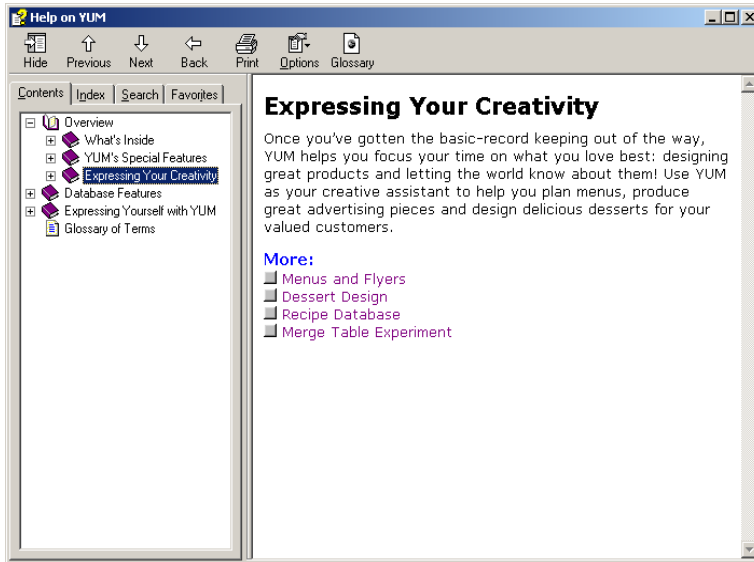 Help on YUM
Hide Previous Next Back Print Options Glossary
Contents Index Search Favorites
Overview
What's Inside
YUM's Special Features
Expressing Your Creativity
Database Features
Expressing Yourself with YUM
Glossary of Terms
Expressing Your Creativity
Once you've gotten the basic-record keeping out of the way,
YUM helps you focus your time on what you love best: designing
great products and letting the world know about them! Use YUM
as your creative assistant to help you plan menus, produce
great advertising pieces and design delicious desserts for your
valued customers.
More:
Menus and Flyers
Dessert Design
Recipe Database
Merge Table Experiment